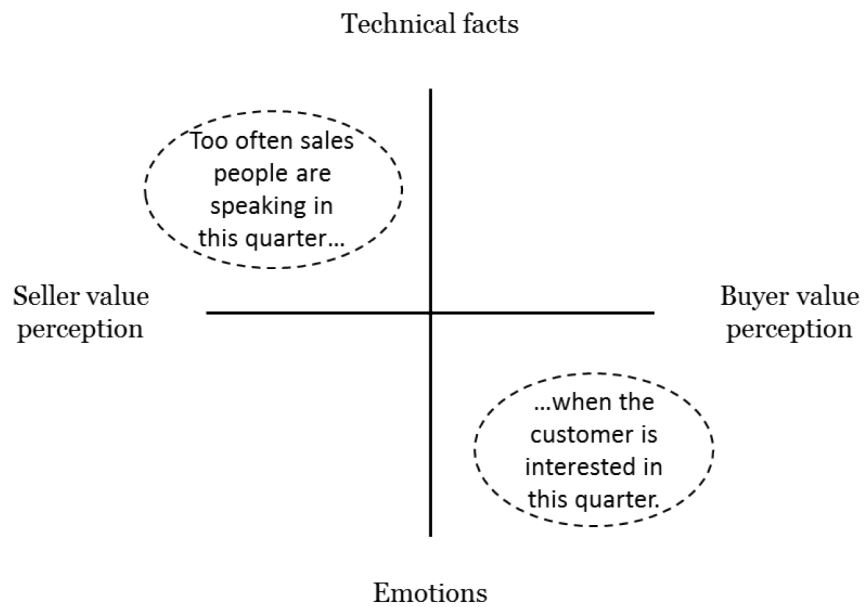 Technical facts
Too often sales
people are
speaking in
this quarter...
Seller value
perception
Buyer value
perception
...when the
customer is
interested in
this quarter.
Emotions